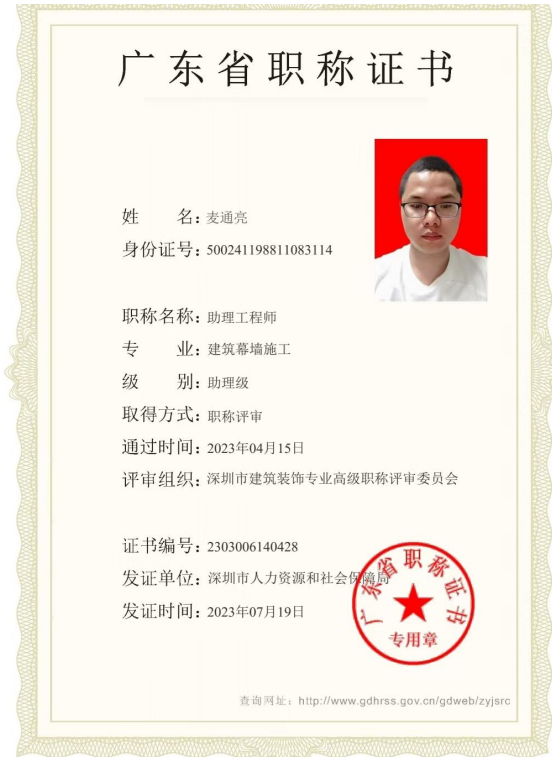 广东省职称证书
姓 名：麦通亮
身份证号：500241198811083114
职称名称：助理工程师
专 业：建筑幕墙施工
级 别：助理级
取得方式：职称评审
通过时间：2023年04月15日
评审组织：深圳市建筑装饰专业高级职称评审委员会
证书编号：2303006140428
发证单位：深圳市人力资源和社会保障局
发证时间：2023年07月19日
广东省职称证书
专用章
查询网址：http://www.gdhrss.gov.cn/gdweb/zyjsrc